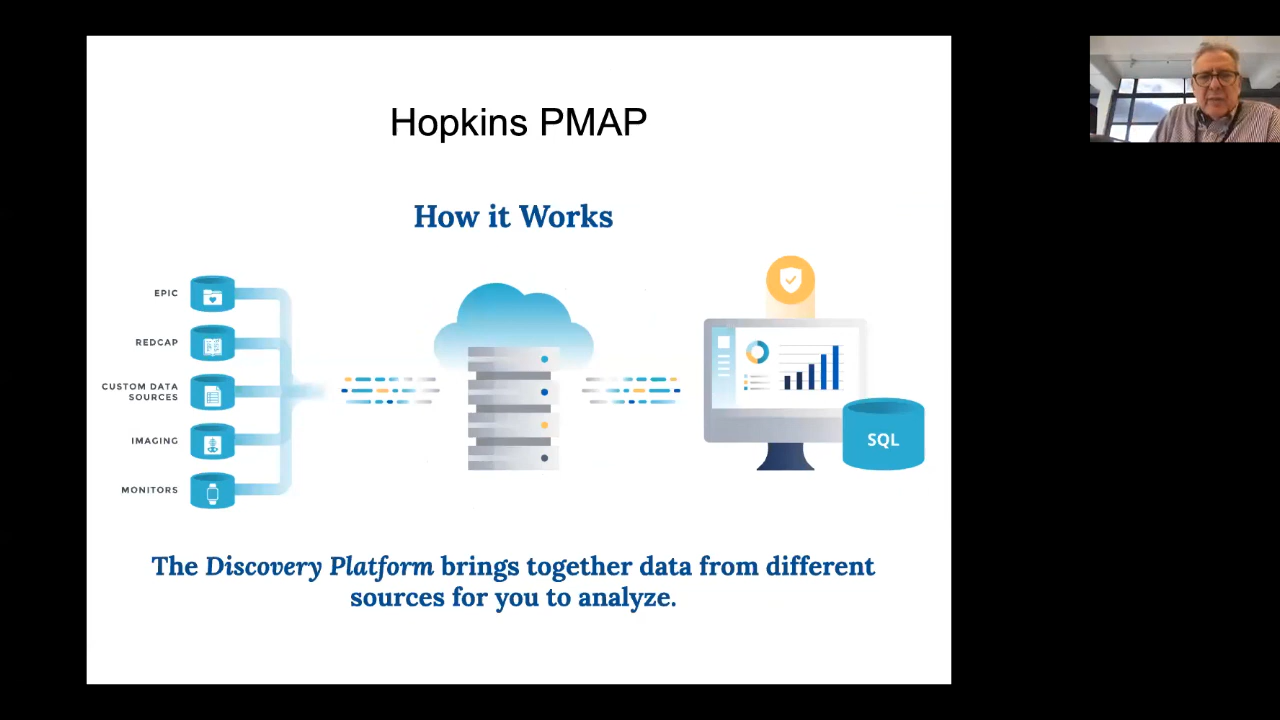 Hopkins PMAP
How it Works
EPIC
REDCAP
CUSTOM DATA
SOURCES
IMAGING
MONITORS
SQL
The Discovery Platform brings together data from different
sources for you to analyze.